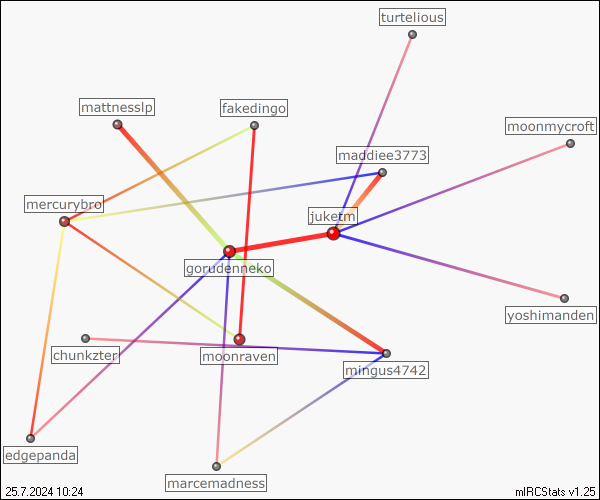 turtelious
mattnesslp
fakedingo
moonmycroft
maddiee3773
mercurybro
juketm
gorudenneko
yoshimanden
chunkzter
moonraven
mingus4742
edgepanda
marcemadness
25.7.2024 10:24
mIRCStats v1.25